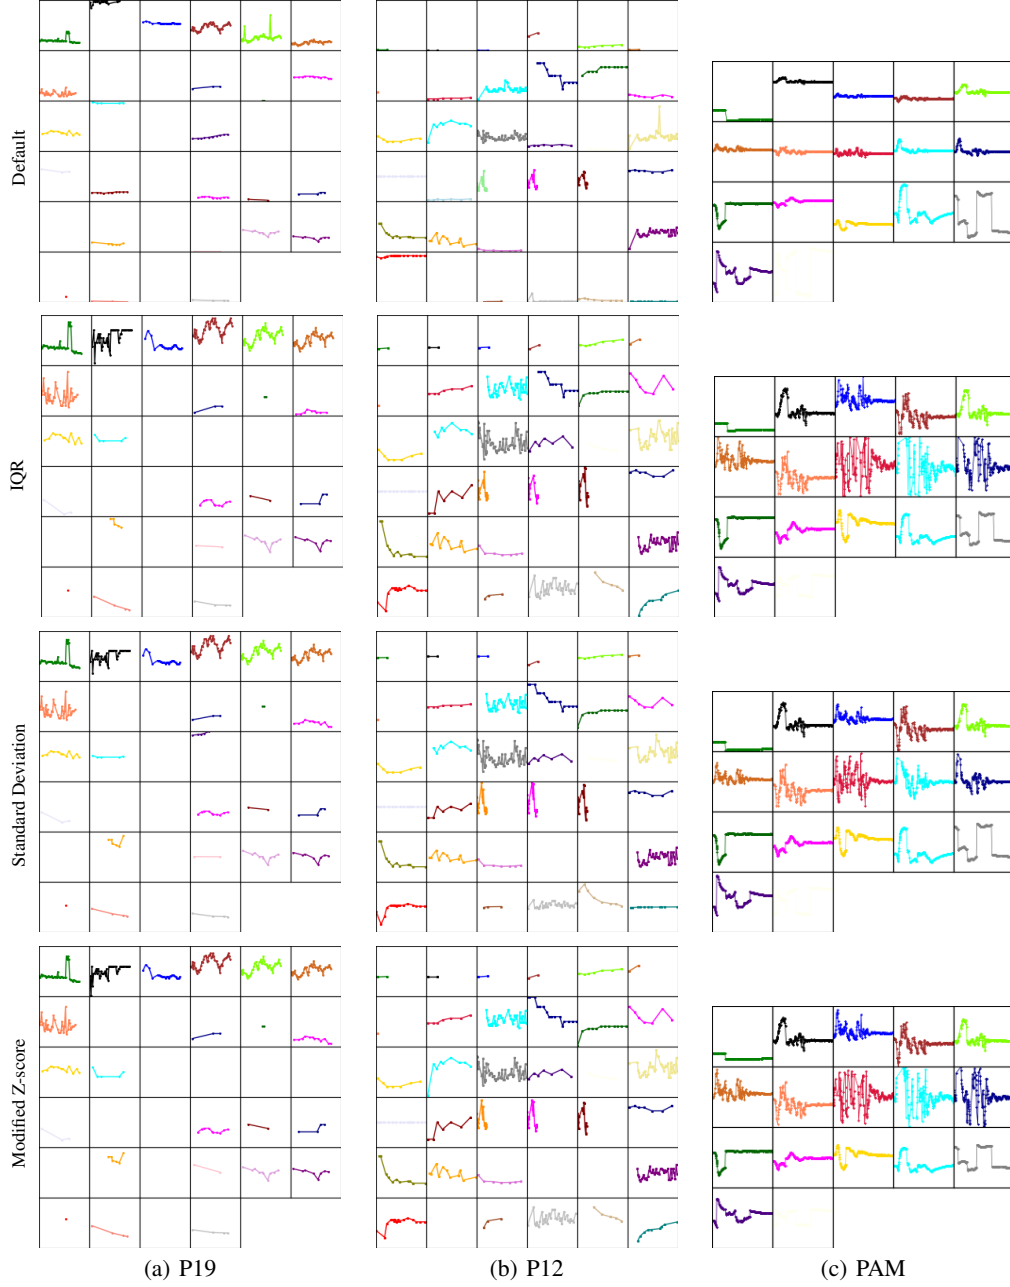 Default
IQR
Standard Deviation
Modified Z-score
(a) P19
(b) P12
(c) PAM